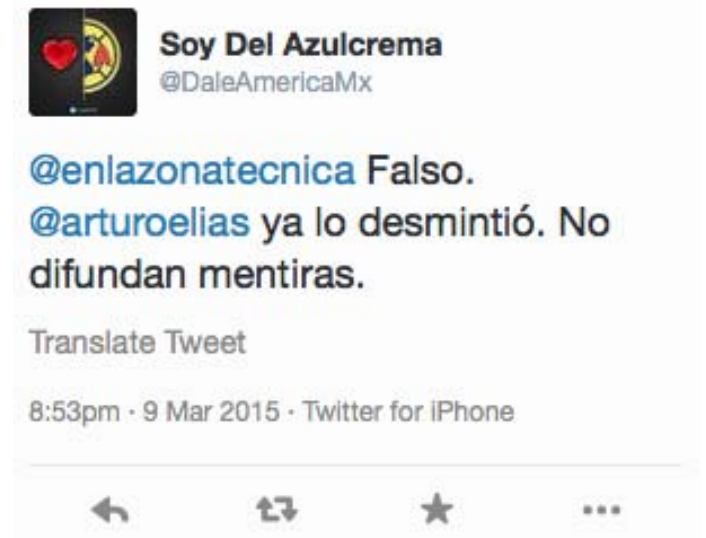 Soy Del Azulcrema
@DaleAmericaMx
@enlazonatecnica Falso.
@arturoelias ya lo desmintió. No
difundan mentiras.
Translate Tweet
8:53pm · 9 Mar 2015 · Twitter for iPhone